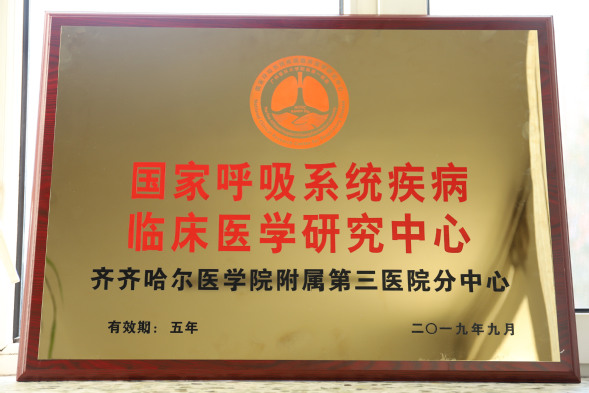 国家呼吸系统疾病
临床医学研究中心
齐齐哈尔医学院附属第三医院分中心
有效期：五年
二〇一九年九月